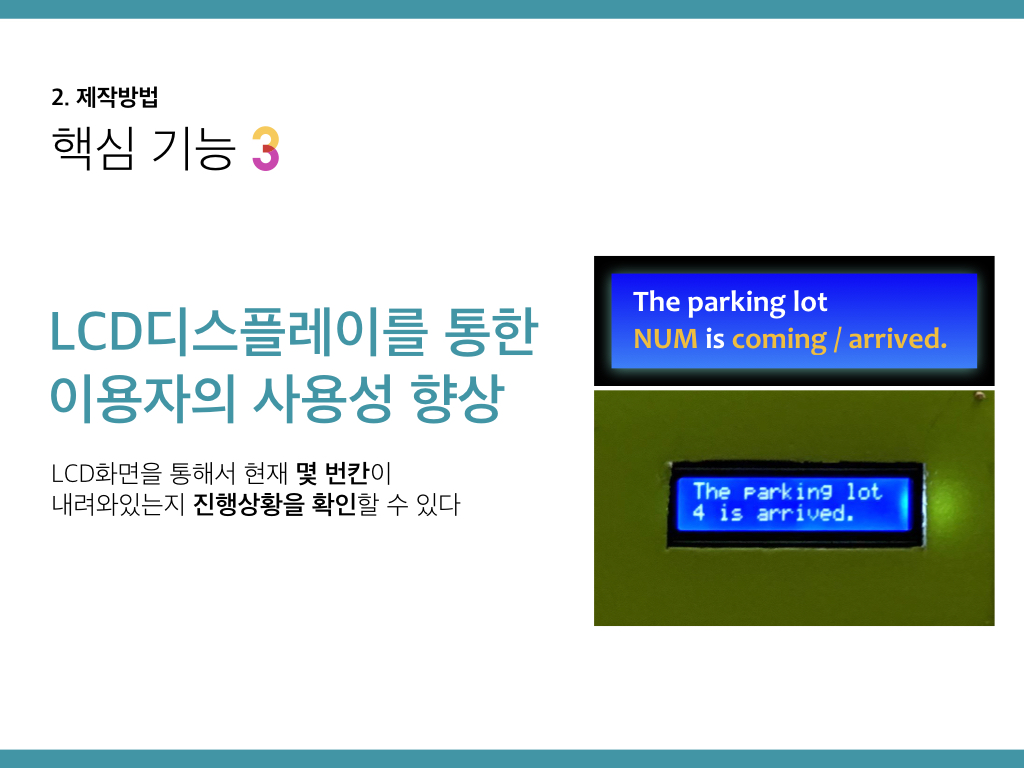 2. 제작방법
핵심 기능 3
LCD디스플레이를 통한
이용자의 사용성 향상
LCD화면을 통해서 현재 몇 번칸이
내려와있는지 진행상황을 확인할 수 있다
The parking lot
NUM is coming / arrived.
The parking lot
4 is arrived.